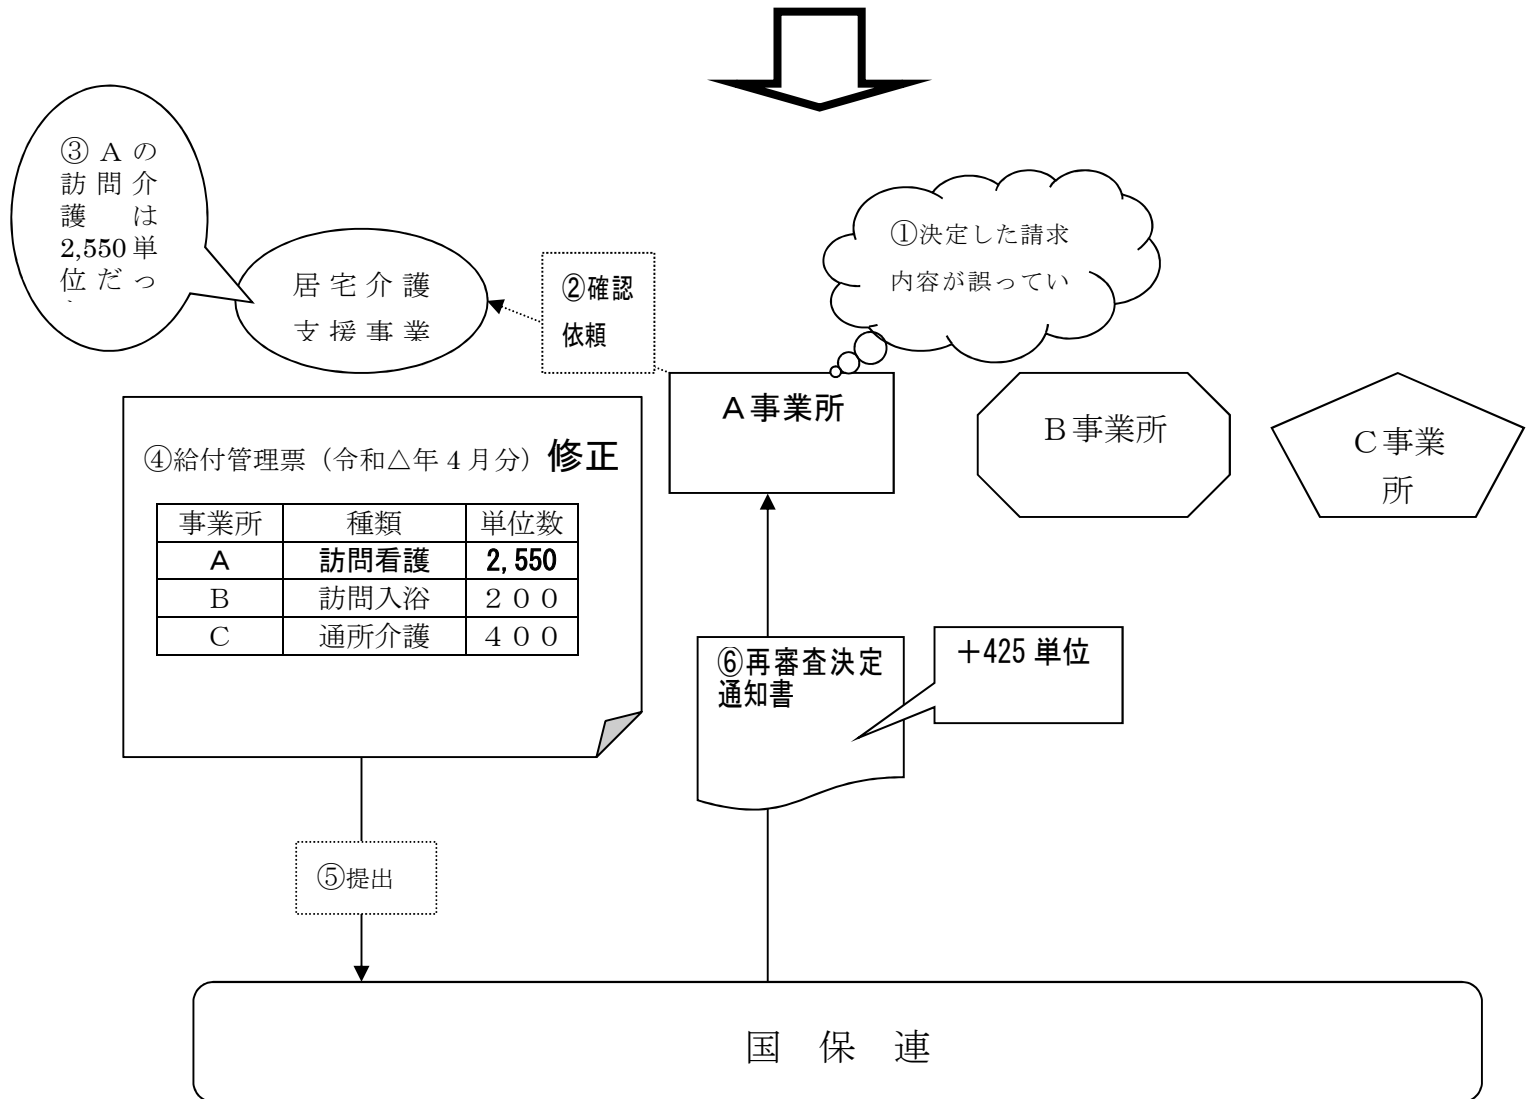 ③Aの
訪問介
護は
2,550単
位だっ
居宅介護
支援事業
②確認
依頼
①決定した請求
内容が誤ってい
A事業所
B事業所
C事業
所
④給付管理票（令和△年4月分）修正
事業所 種類 単位数
A 訪問看護 2,550
B 訪問入浴 200
C 通所介護 400
⑥再審査決定
通知書
＋425単位
⑤提出
国保連